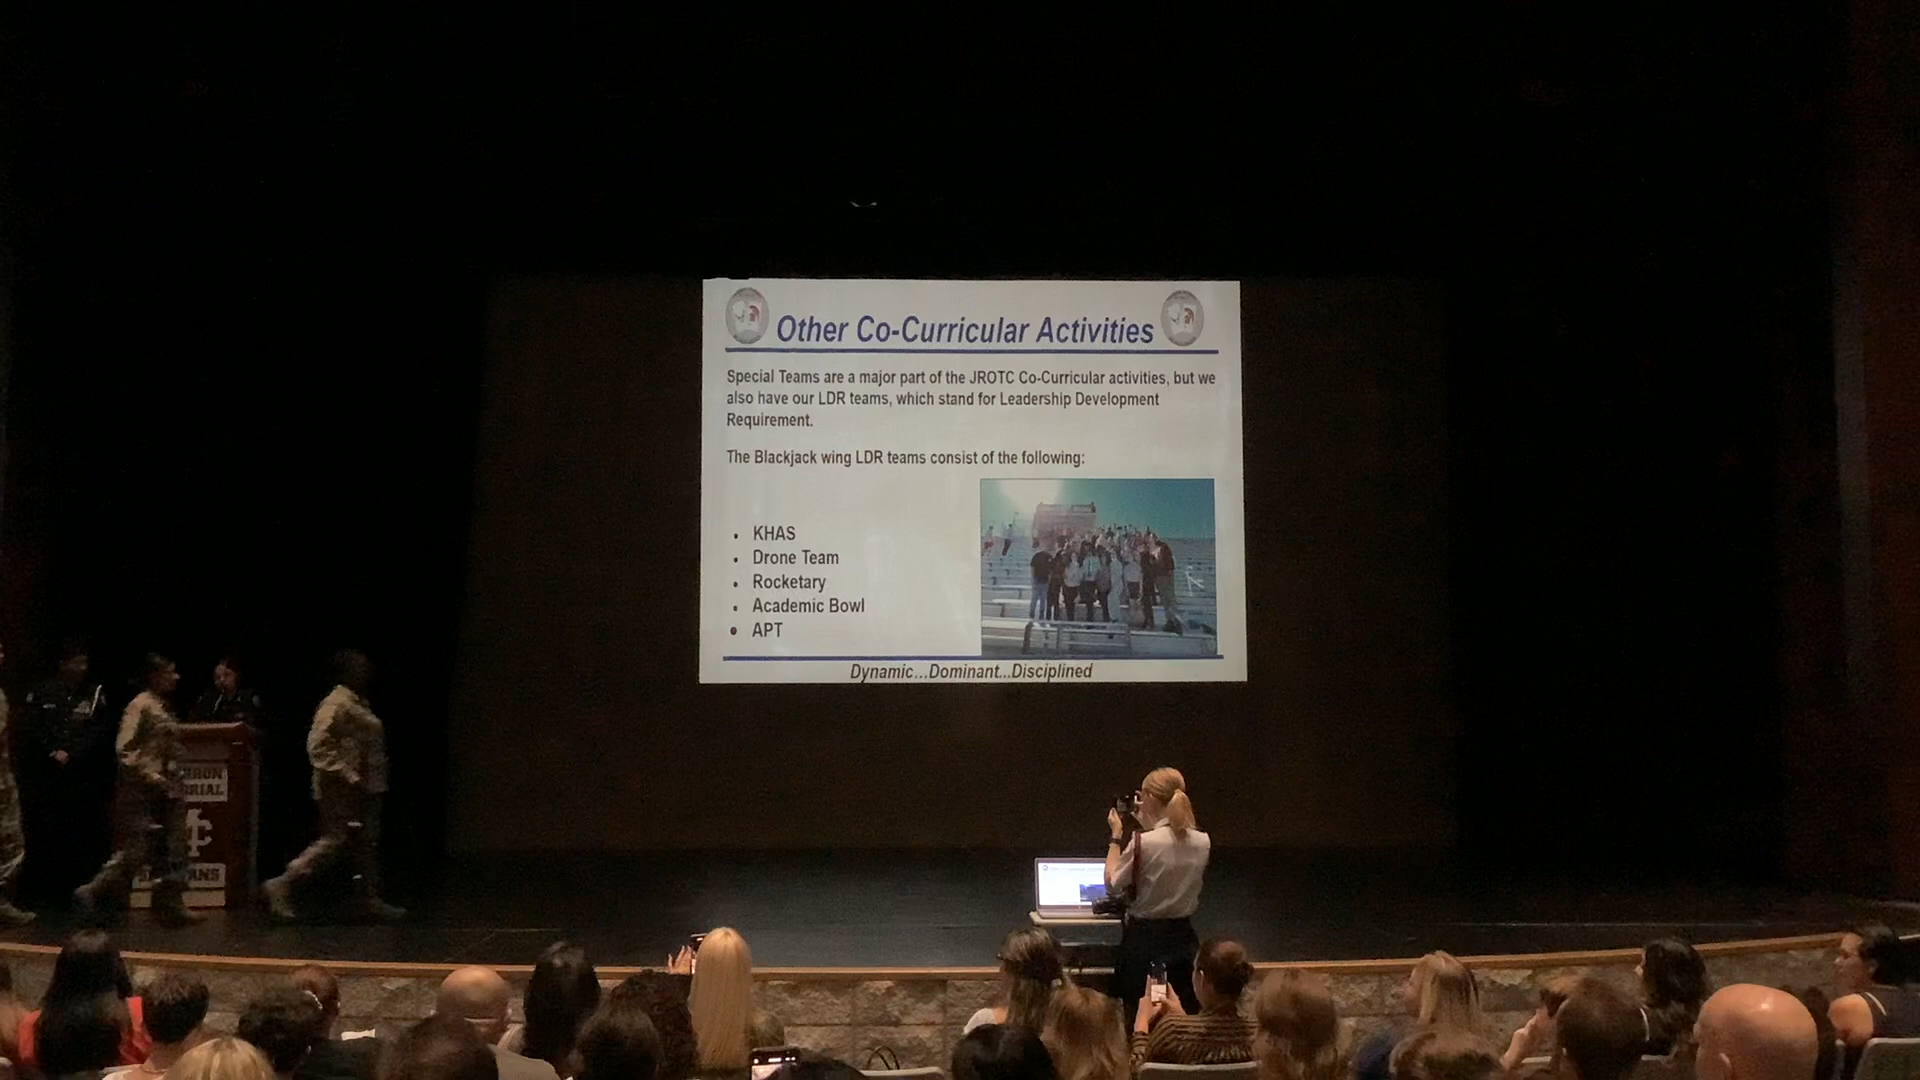 Other Co-Curricular Activities
Special Teams are a major part of the JROTC Co-Curricular activities, but we
also have our LDR teams, which stand for Leadership Development
Requirement.
The Blackjack wing LDR teams consist of the following:
KHAS
Drone Team
Rocketary
Academic Bowl
APT
Dynamic...Dominant...Disciplined